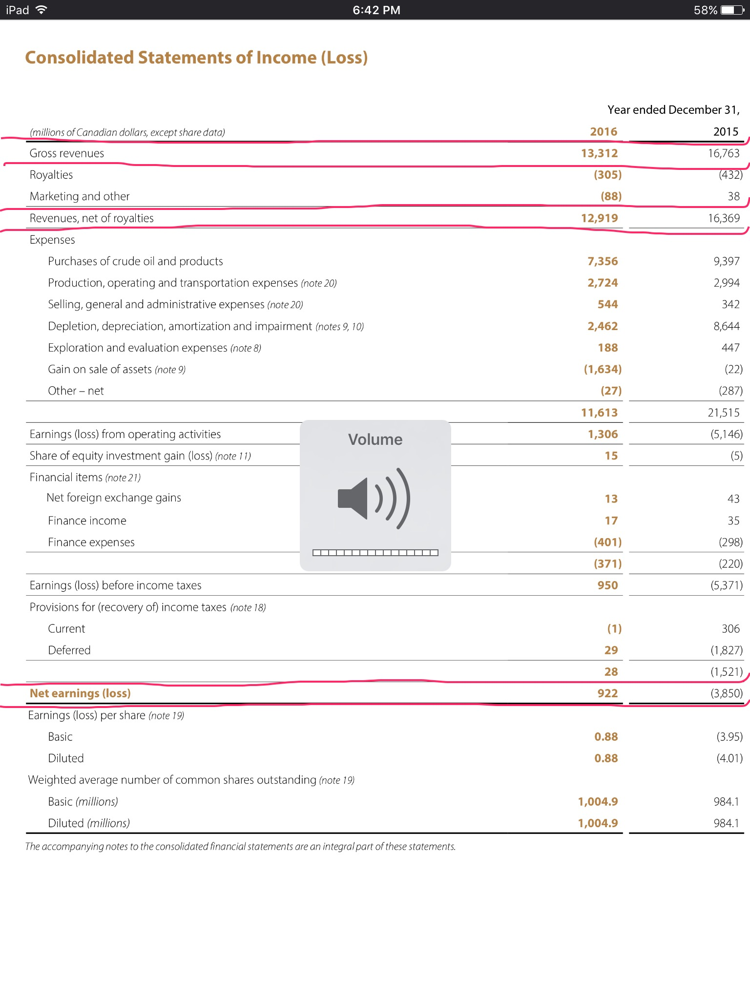 iPad 6:42 PM 58%
Consolidated Statements of Income (Loss)
Year ended December 31,
(millions of Canadian dollars, except share data) 2016 2015
Gross revenues 13,312 16,763
Royalties (305) (432)
Marketing and other (88) 38
Revenues, net of royalties 12,919 16,369
Expenses
Purchases of crude oil and products 7,356 9,397
Production, operating and transportation expenses (note 20) 2,724 2,994
Selling, general and administrative expenses (note 20) 544 342
Depletion, depreciation, amortization and impairment (notes 9, 10) 2,462 8,644
Exploration and evaluation expenses (note 8) 188 447
Gain on sale of assets (note 9) (1,634) (22)
Other – net (27) (287)
11,613 21,515
Earnings (loss) from operating activities 1,306 (5,146)
Volume
Share of equity investment gain (loss) (note 11) 15 (5)
Financial items (note 21)
Net foreign exchange gains 13 43
Finance income 17 35
Finance expenses (401) (298)
(371) (220)
Earnings (loss) before income taxes 950 (5,371)
Provisions for (recovery of) income taxes (note 18)
Current (1) 306
Deferred 29 (1,827)
28 (1,521)
Net earnings (loss) 922 (3,850)
Earnings (loss) per share (note 19)
Basic 0.88 (3.95)
Diluted 0.88 (4.01)
Weighted average number of common shares outstanding (note 19)
Basic (millions) 1,004.9 984.1
Diluted (millions) 1,004.9 984.1
The accompanying notes to the consolidated financial statements are an integral part of these statements.